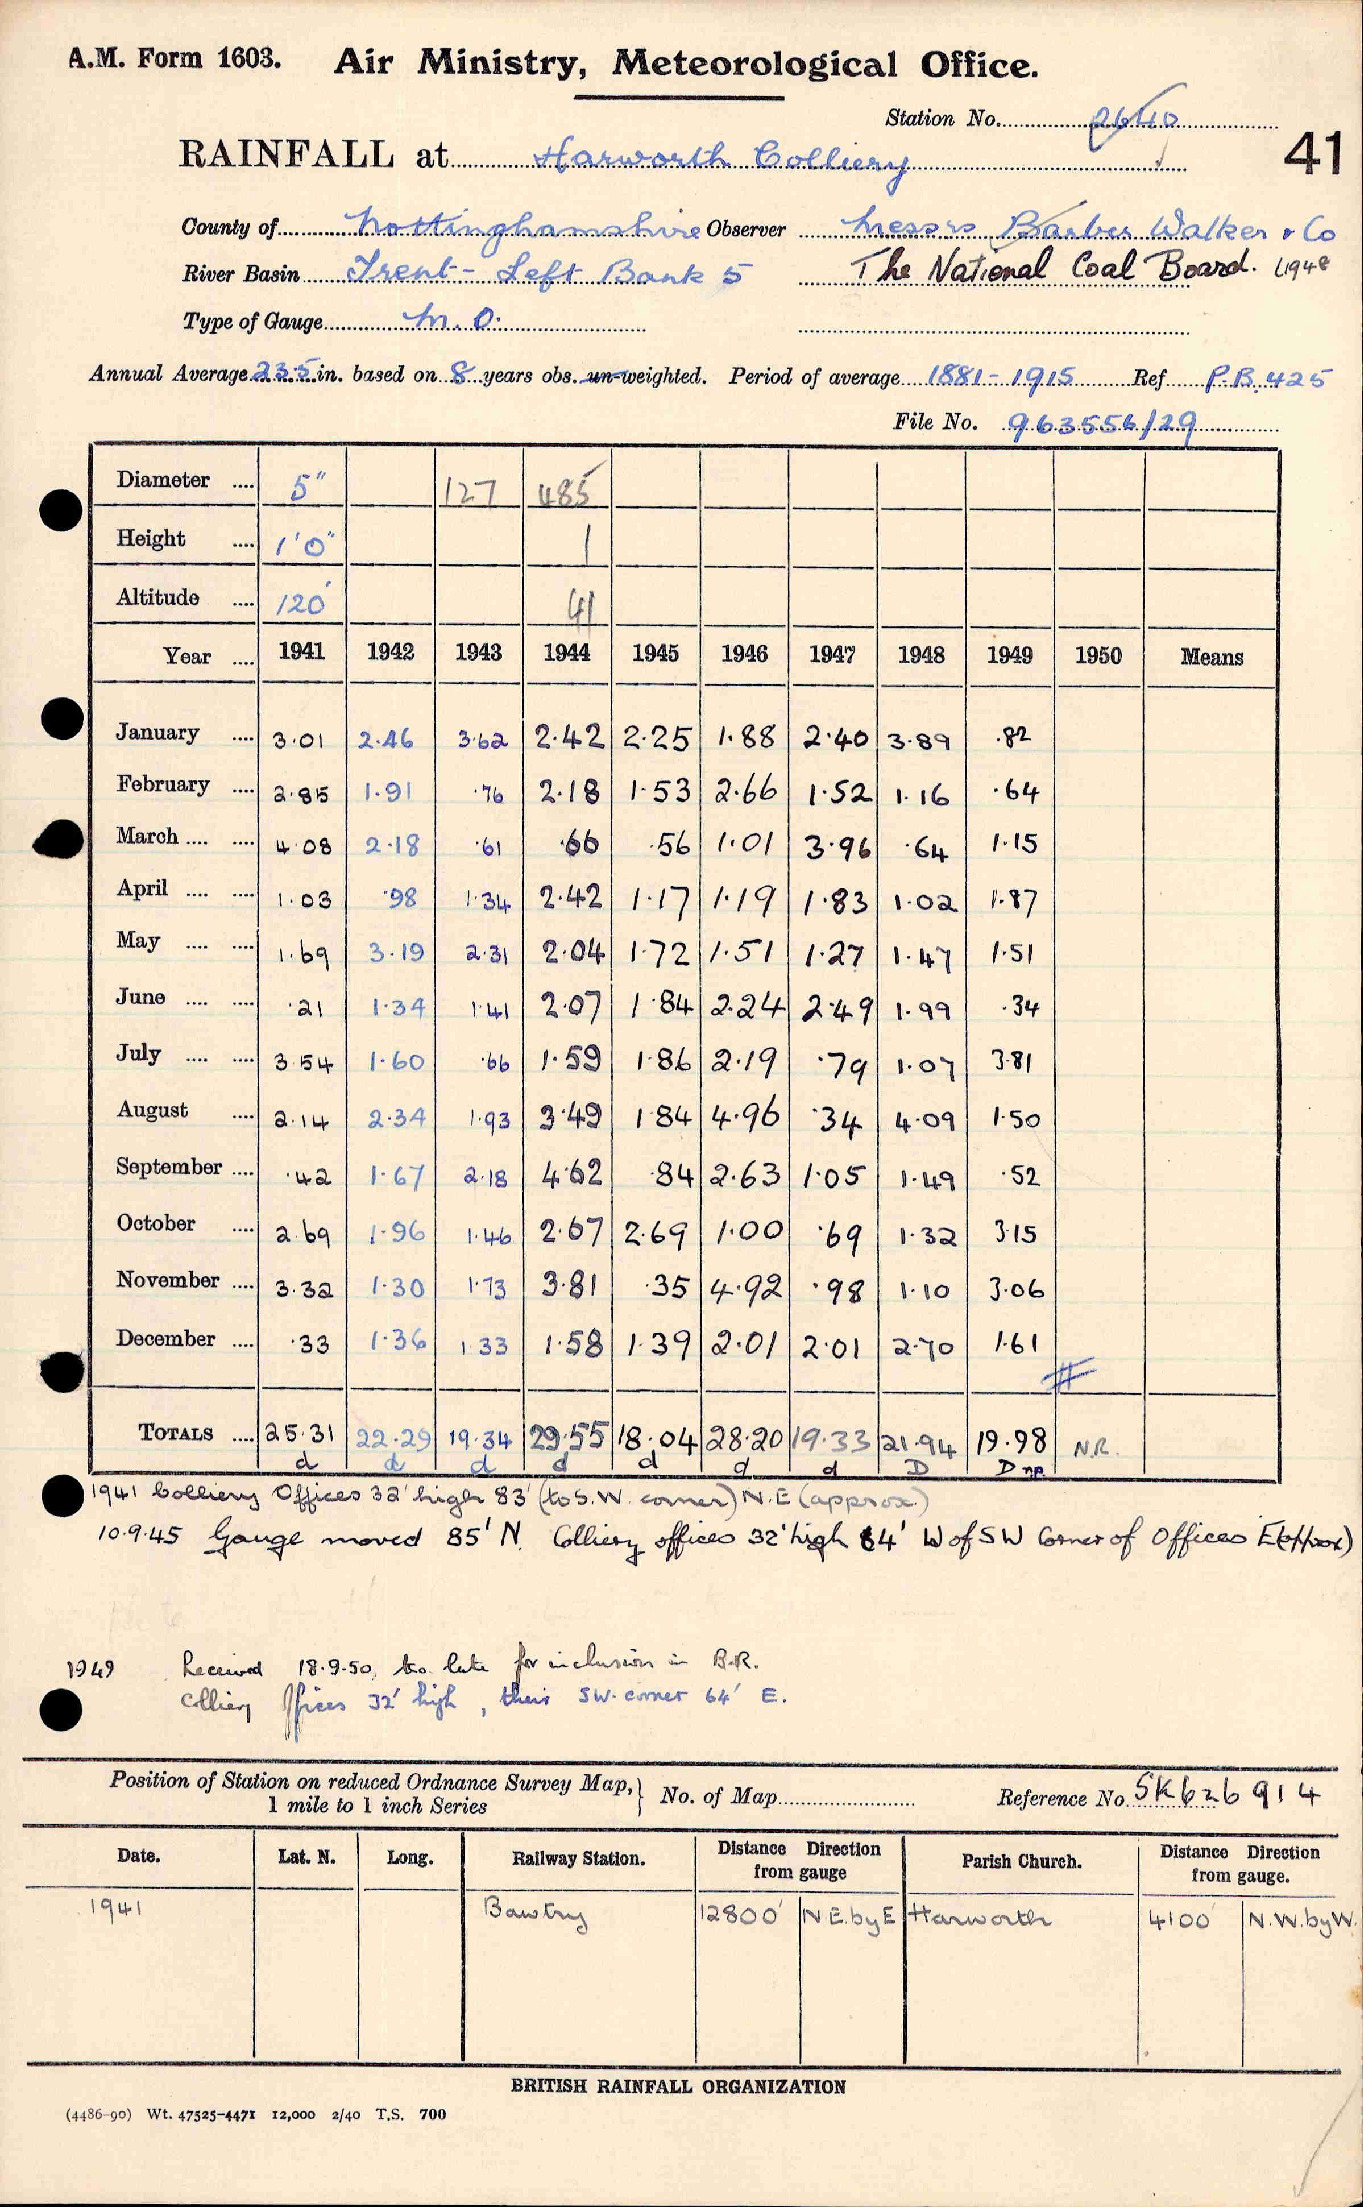 A.M. Form 1603. Air Ministry, Meteorological Office.
Station No. 2640
RAINFALL at Harworth Colliery 41
County of Nottinghamshire Observer Messrs Barber Walker & Co
River Basin Trent - Left Bank 5 The National Coal Board. 1948
Type of Gauge M.O.
Annual Average 23.5 in. based on 8 years obs. un-weighted. Period of average 1881-1915 Ref P.B. 425
File No. 963556/29
Diameter .... 5" 127 485
Height .... 1'0" 1
Altitude .... 120' 41
Year .... 1941 1942 1943 1944 1945 1946 1947 1948 1949 1950 Means
January .... 3.01 2.46 3.62 2.42 2.25 1.88 2.40 3.89 .82
February .... 2.85 1.91 .76 2.18 1.53 2.66 1.52 1.16 .64
March .... .... 4.08 2.18 .61 .66 .56 1.01 3.96 .64 1.15
April .... .... 1.03 .98 1.34 2.42 1.17 1.19 1.83 1.02 1.87
May .... .... 1.69 3.19 2.31 2.04 1.72 1.51 1.27 1.47 1.51
June .... .... .21 1.34 1.41 2.07 1.84 2.24 2.49 1.99 .34
July .... .... 3.54 1.60 .66 1.59 1.86 2.19 .79 1.07 3.81
August .... 2.14 2.34 1.93 3.49 1.84 4.96 .34 4.09 1.50
September .... .42 1.67 2.18 4.62 .84 2.63 1.05 1.49 .52
October .... 2.69 1.96 1.46 2.67 2.69 1.00 .69 1.32 3.15
November .... 3.32 1.30 1.73 3.81 .35 4.92 .98 1.10 3.06
December .... .33 1.36 1.33 1.58 1.39 2.01 2.01 2.70 1.61
#
TOTALS .... 25.31 22.29 19.34 29.55 18.04 28.20 19.33 21.94 19.98 N.R.
d d d d d d d D D np
1941 Colliery Offices 32' high 83' (to S.W. corner) N.E (approx.)
10.9.45 Gauge moved 85' N. Colliery offices 32' high 64' W of SW Corner of Offices E(approx)
1949 Received 18.9.50, too late for inclusion in B.R.
Colliery Offices 32' high, their SW. corner 64' E.
Position of Station on reduced Ordnance Survey Map, } No. of Map Reference No. SK 626 914
1 mile to 1 inch Series
Date. Lat. N. Long. Railway Station. Distance Direction from gauge Parish Church. Distance Direction from gauge.
1941 Bawtry 12800' N E. by E Harworth 4100' N.W. by W.
BRITISH RAINFALL ORGANIZATION
(4486-90) Wt. 47525-4471 12,000 2/40 T.S. 700